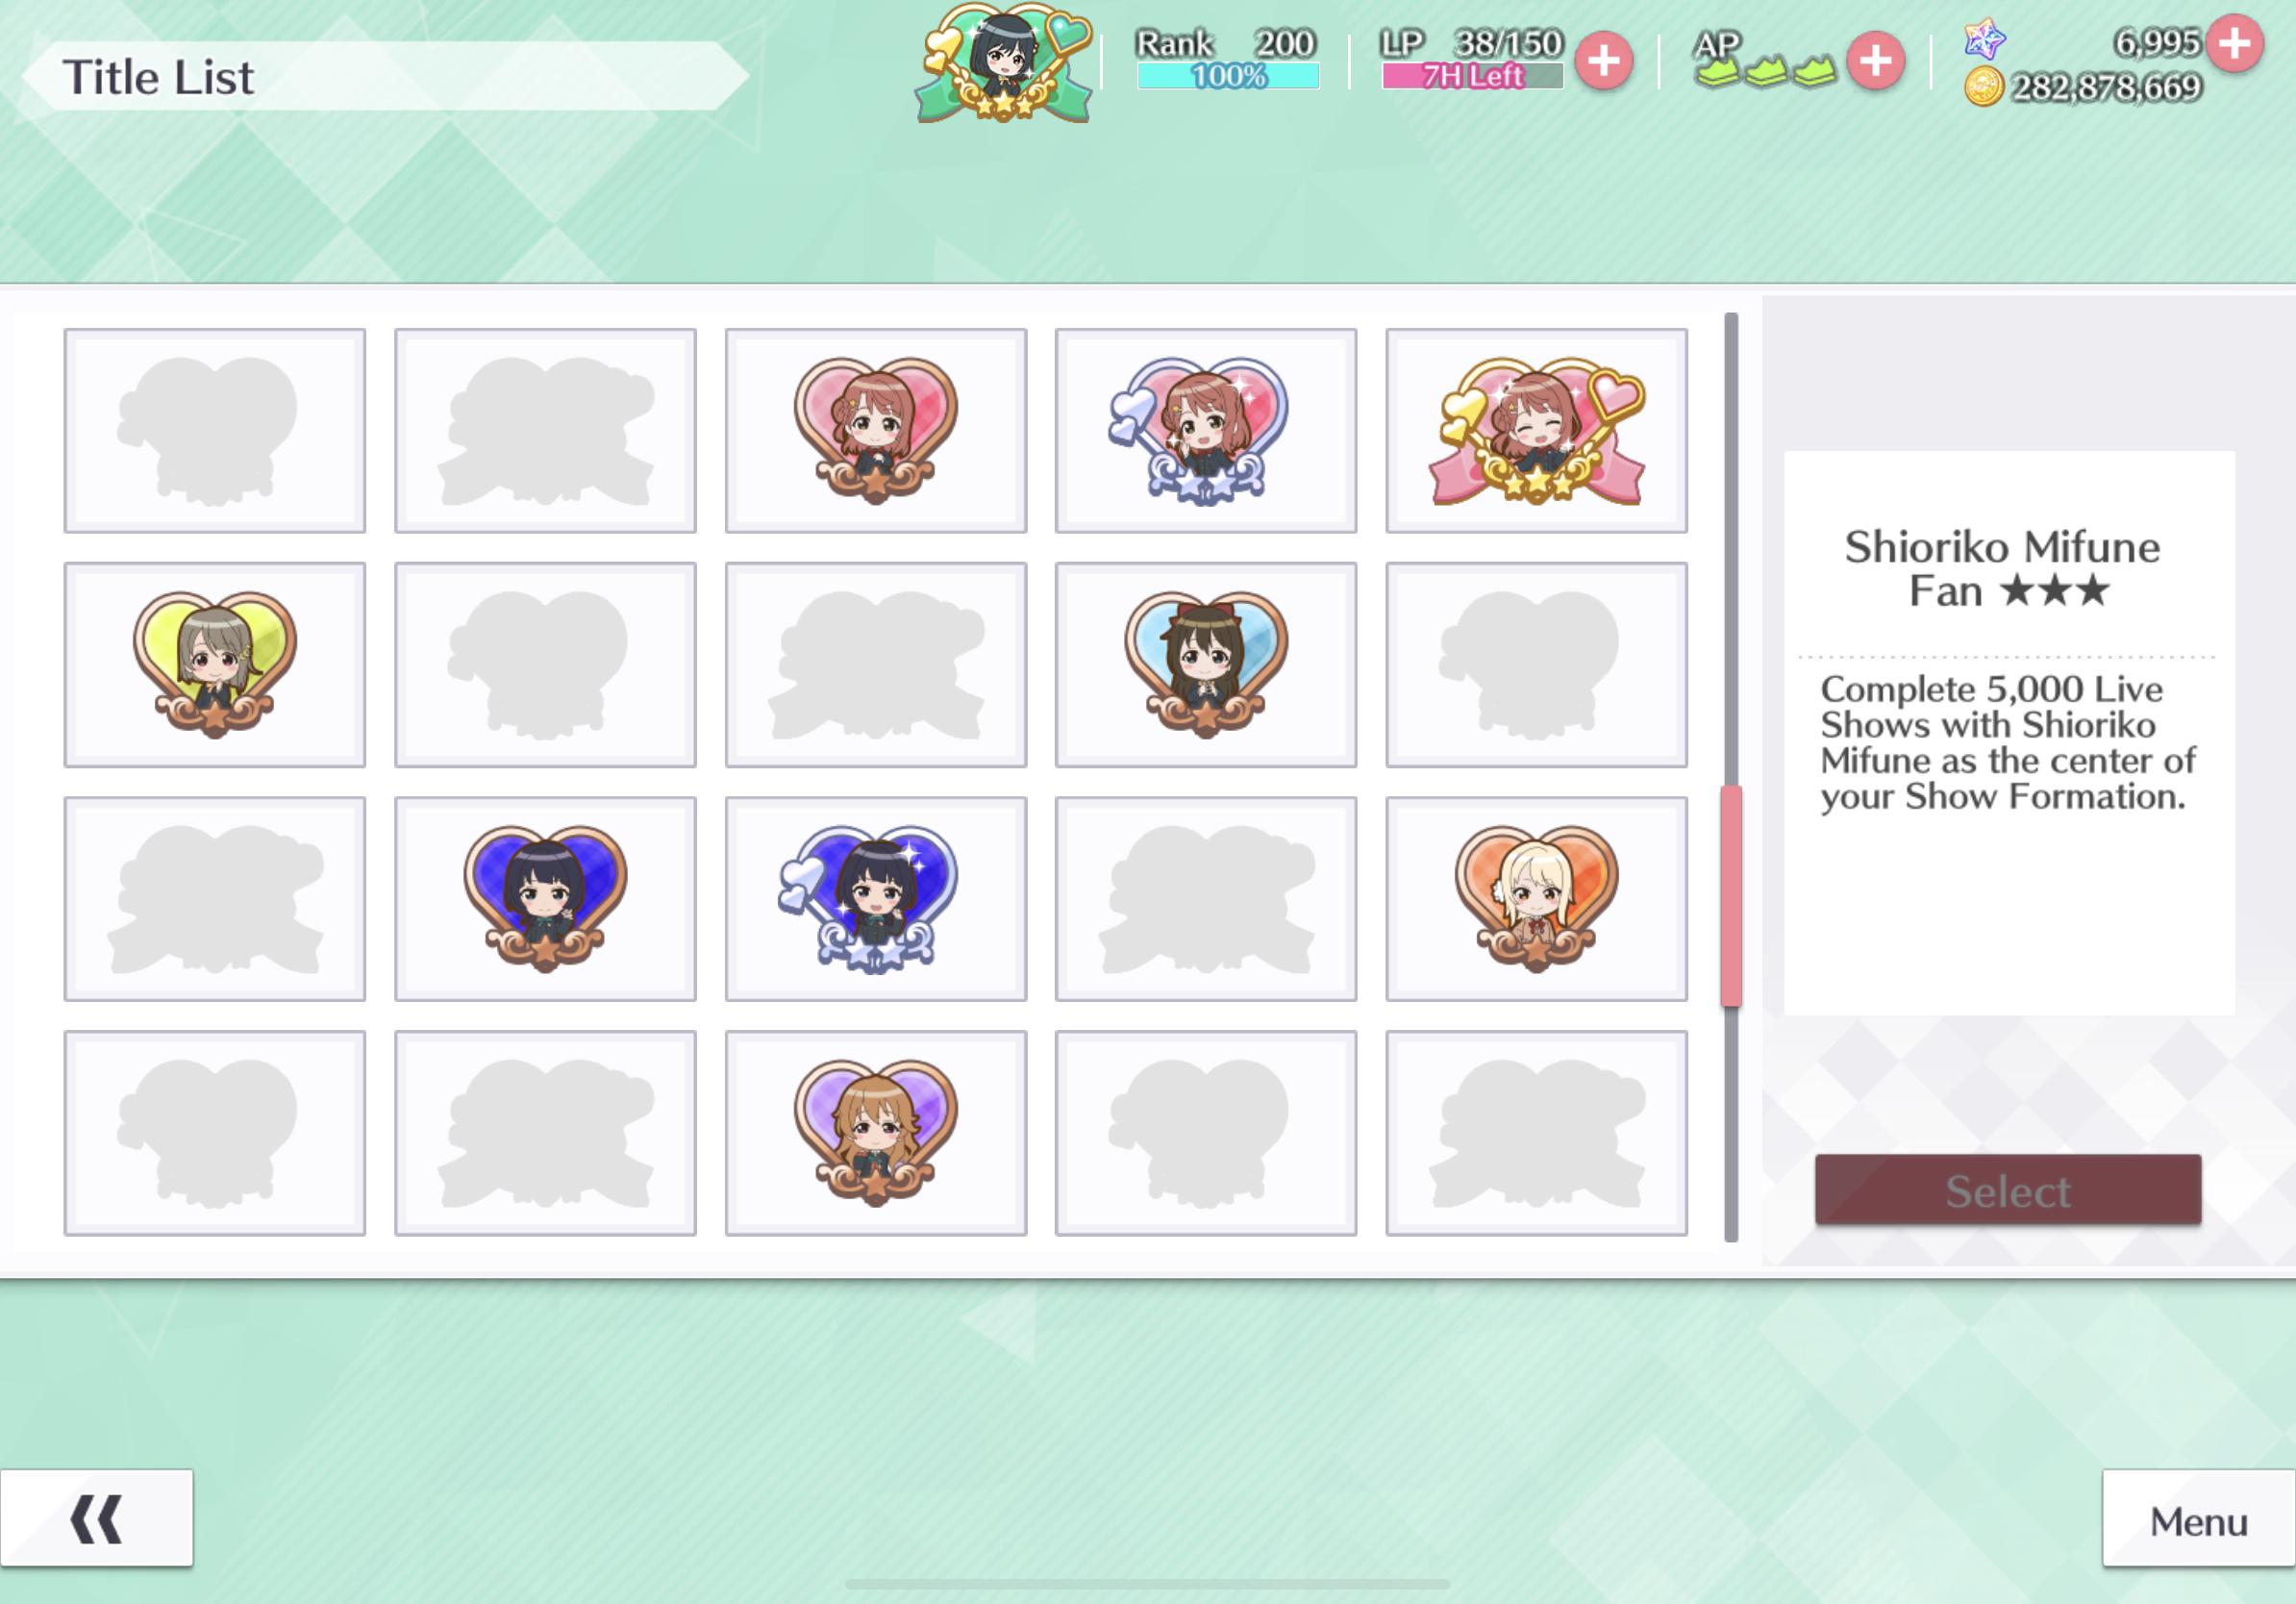 Title List
Rank 200
100%
LP 38/150
7H Left
AP
6,995
282,878,669
Shioriko Mifune
Fan ★★★
Complete 5,000 Live
Shows with Shioriko
Mifune as the center of
your Show Formation.
Select
Menu